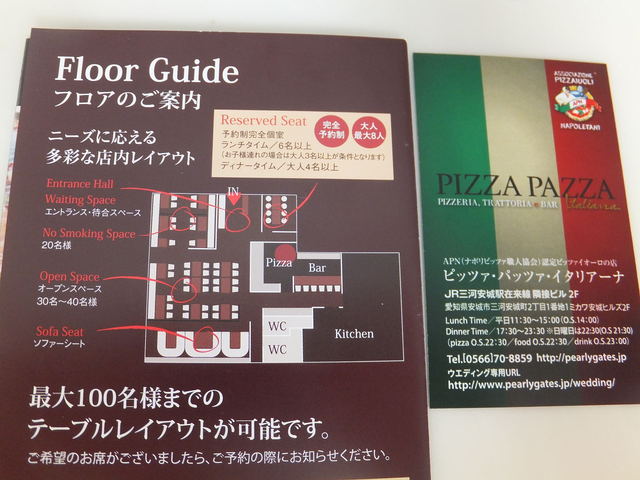 Floor Guide
フロアのご案内
ニーズに応える
多彩な店内レイアウト
Reserved Seat
予約制完全個室
ランチタイム／6名以上
(お子様連れの場合は大人3名以上が条件となります)
ディナータイム／大人4名以上
完全
予約制
大人
最大8人
Entrance Hall
Waiting Space
エントランス・待合スペース
No Smoking Space
20名様
Open Space
オープンスペース
30名～40名様
Sofa Seat
ソファーシート
IN
Pizza
Bar
WC
WC
Kitchen
最大100名様までの
テーブルレイアウトが可能です。
ご希望のお席がございましたら、ご予約の際にお知らせください。
ASSOCIAZIONE
PIZZAIUOLI
APN
NAPOLETANI
PIZZA PAZZA
PIZZERIA, TRATTORIA BAR Italiana
APN(ナポリピッツァ職人協会)認定ピッツァイオーロの店
ピッツァ・パッツァ・イタリアーナ
JR三河安城駅在来線 隣接ビル 2F
愛知県安城市三河安城町2丁目1番地1ミカワ安城ヒルズ2F
Lunch Time／平日11:30～15:00(O.S.14:00)
Dinner Time／17:30～23:30 ※日曜日は22:30(O.S 21:30)
(pizza O.S.22:30／food O.S.22:30／drink O.S.23:00)
Tel.(0566)70-8859 http://pearlygates.jp
ウエディング専用URL
http://www.pearlygates.jp/wedding/